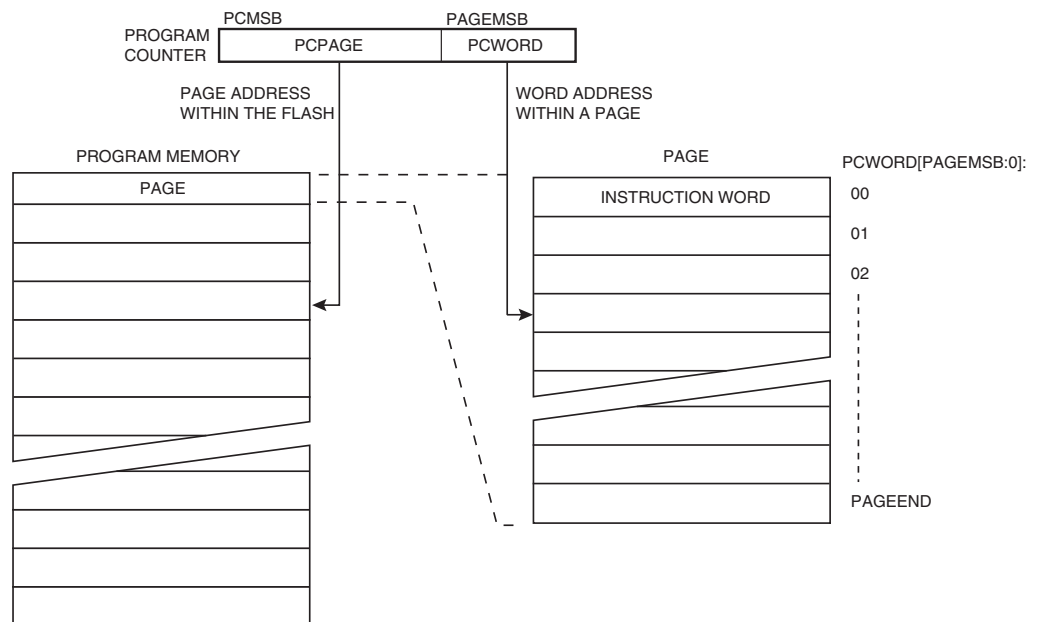 PCMSB
PAGEMSB
PROGRAM
COUNTER
PCPAGE
PCWORD
PAGE ADDRESS
WITHIN THE FLASH
WORD ADDRESS
WITHIN A PAGE
PROGRAM MEMORY
PAGE
PAGE
PCWORD[PAGEMSB:0]:
INSTRUCTION WORD
00
01
02
PAGEEND